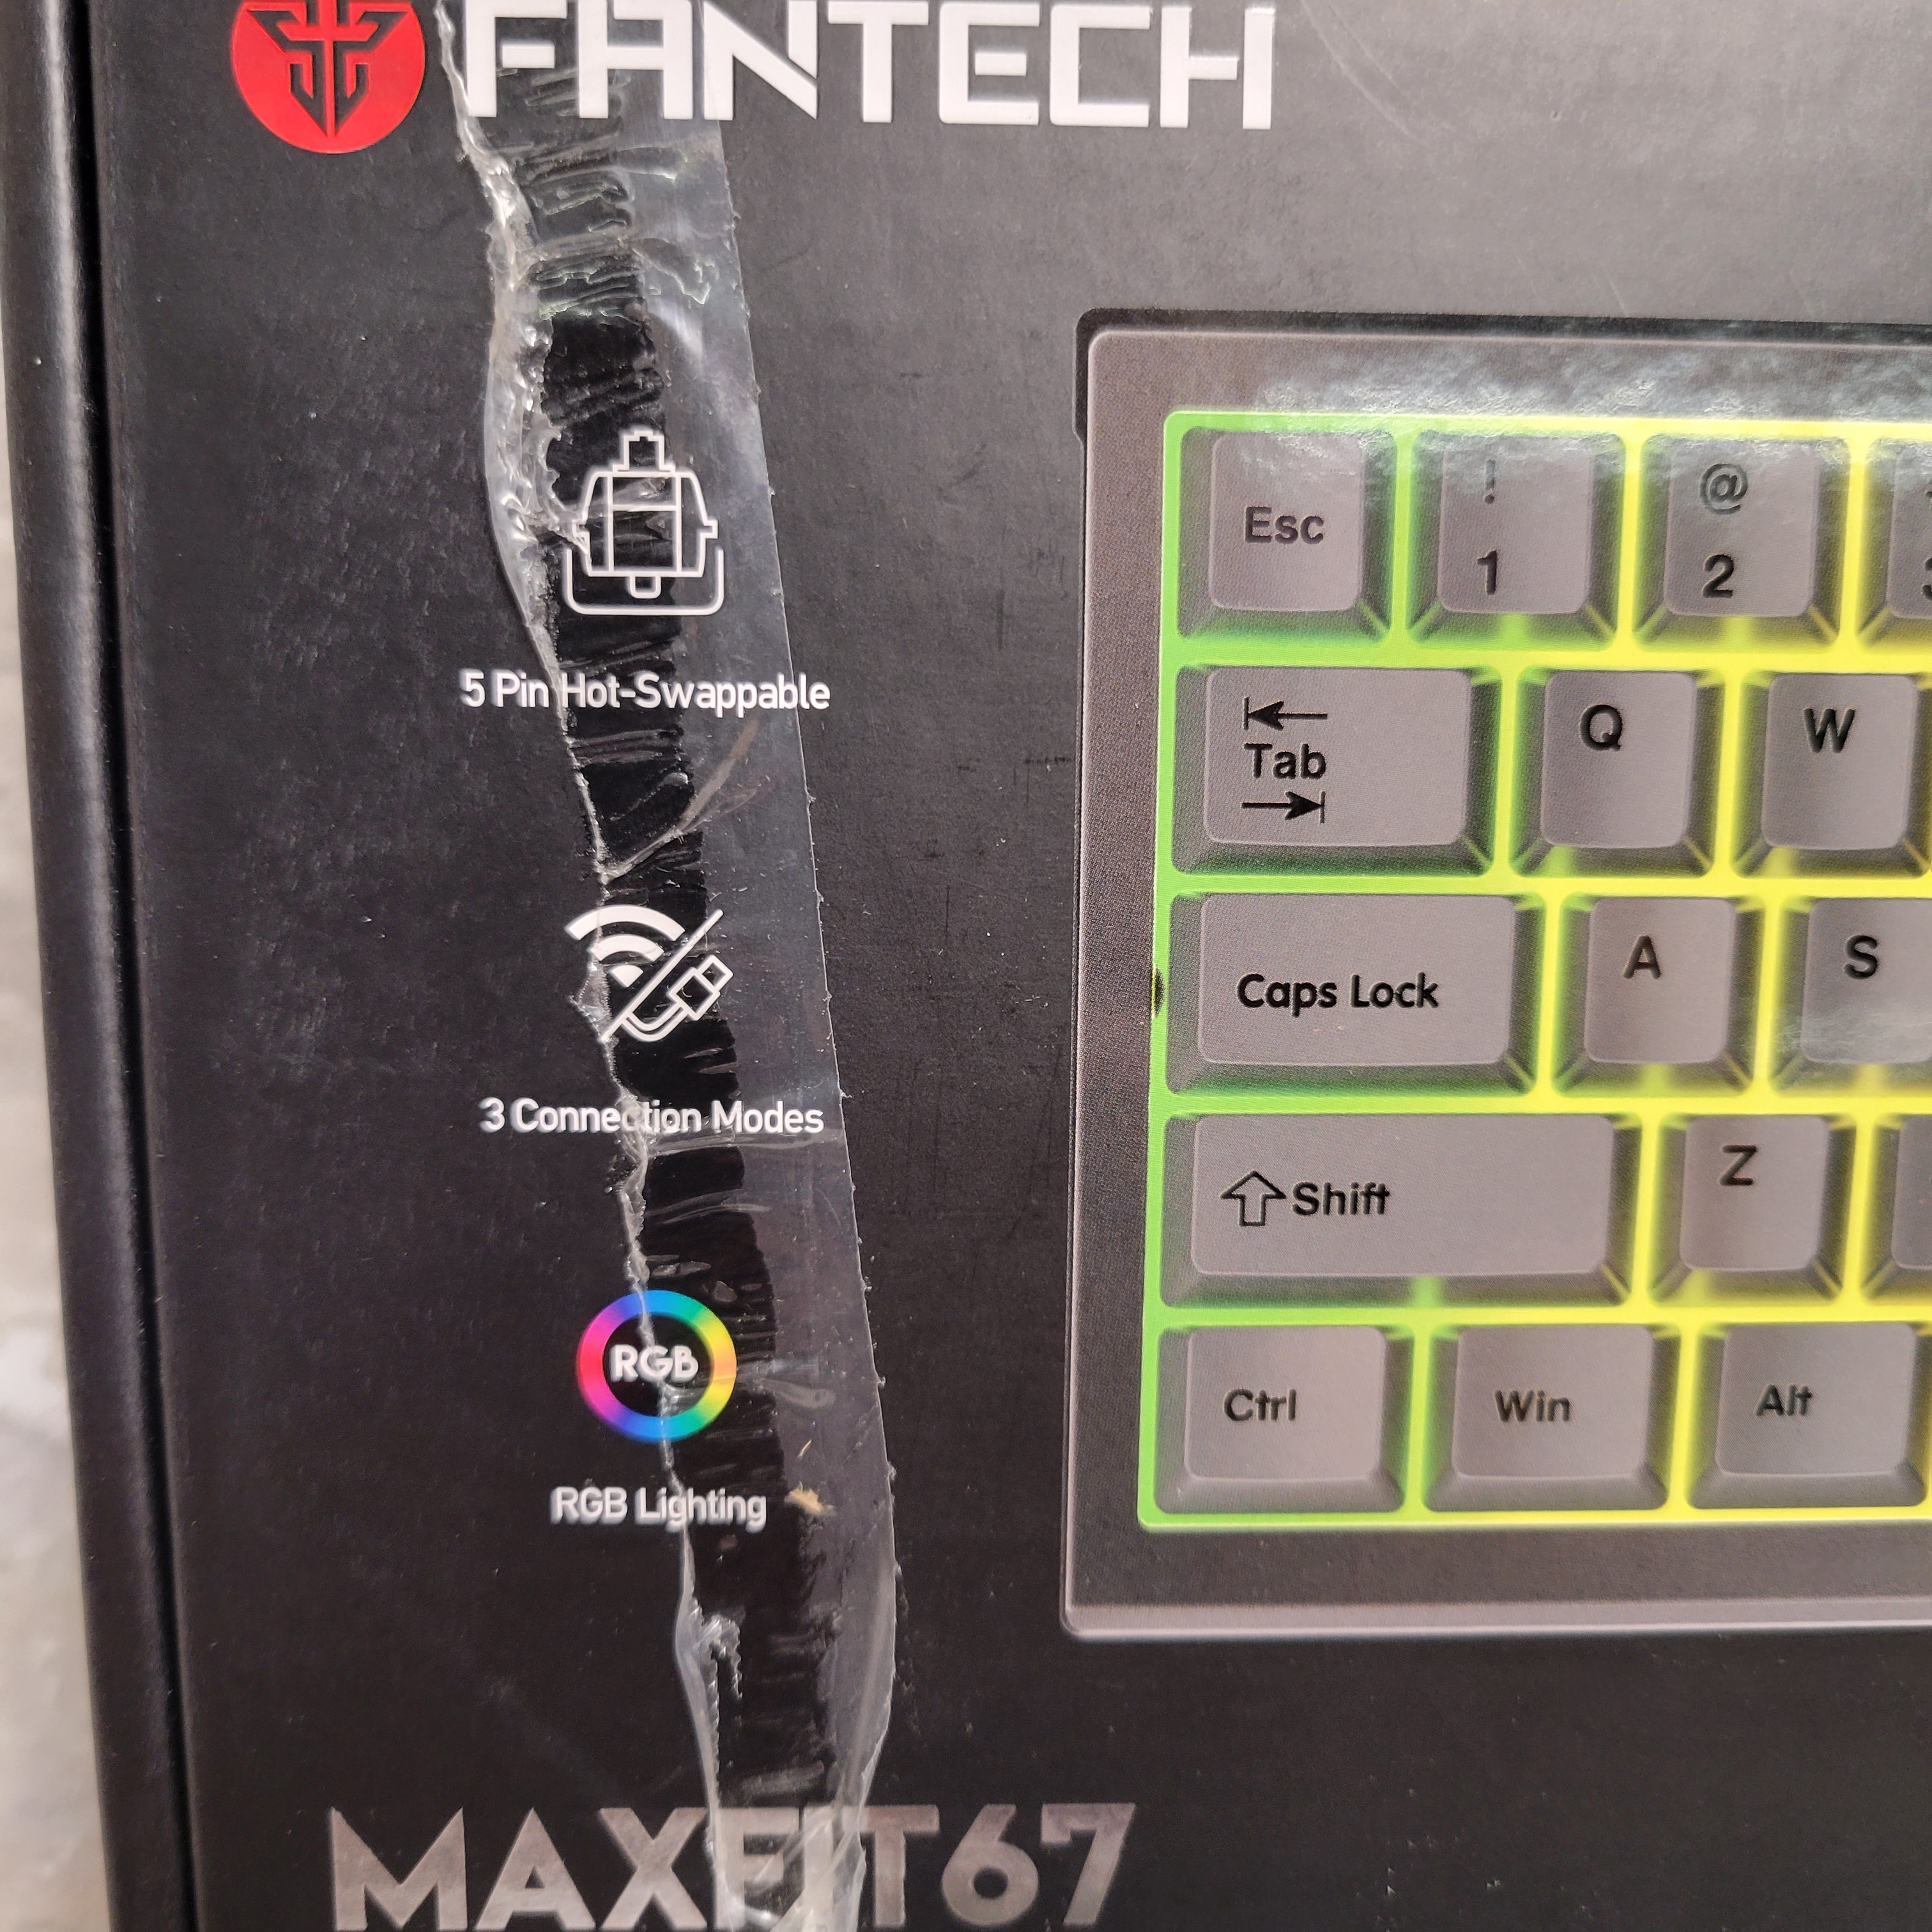 FANTECH
5 Pin Hot-Swappable
3 Connection Modes
RGB
RGB Lighting
MAXFIT67
Esc
!
1
@
2
Tab
Q
W
Caps Lock
A
S
Shift
Z
Ctrl
Win
Alt